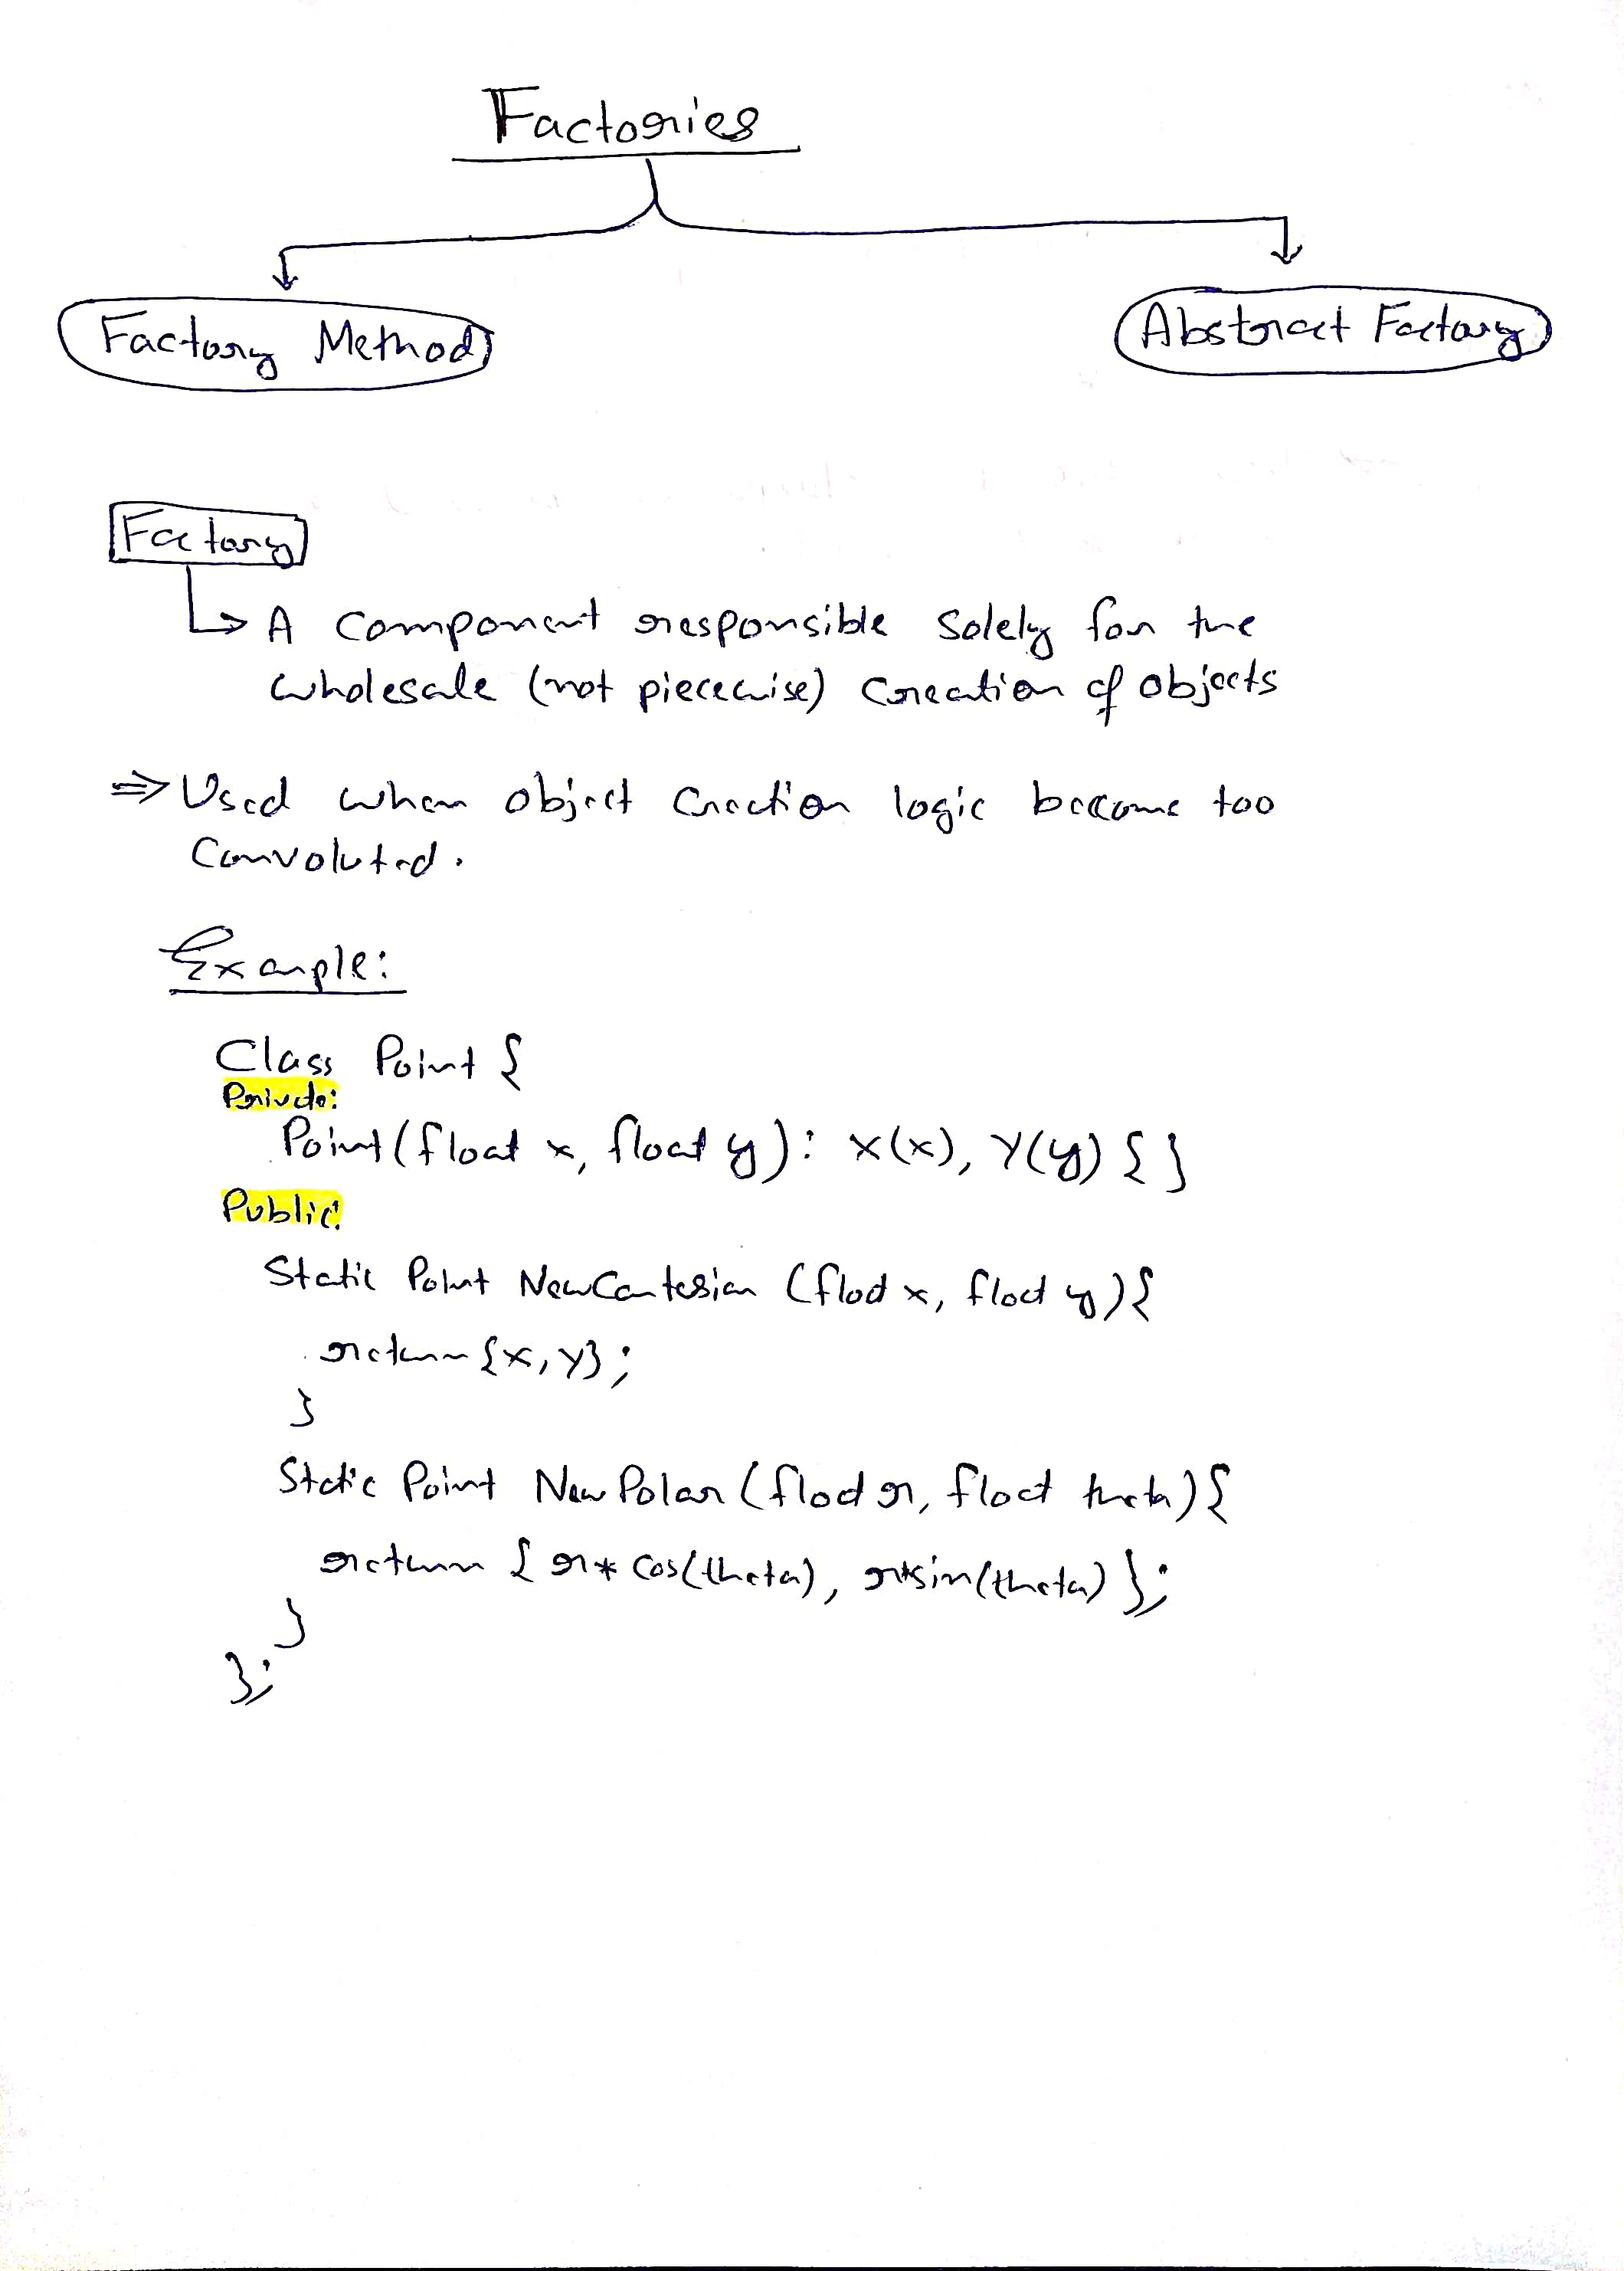 Factories
Factory Method
Abstract Factory
Factory
A component responsible solely for the
wholesale (not piecewise) creation of objects
⇒ Used when object creation logic become too
convoluted.
Example:
Class Point {
Private:
Point(float x, float y): x(x), y(y) { }
Public:
Static Point NewCartesian (float x, float y){
return {x, y};
}
Static Point NewPolar (float r, float theta){
return { r* cos(theta), r*sin(theta) };
}
};